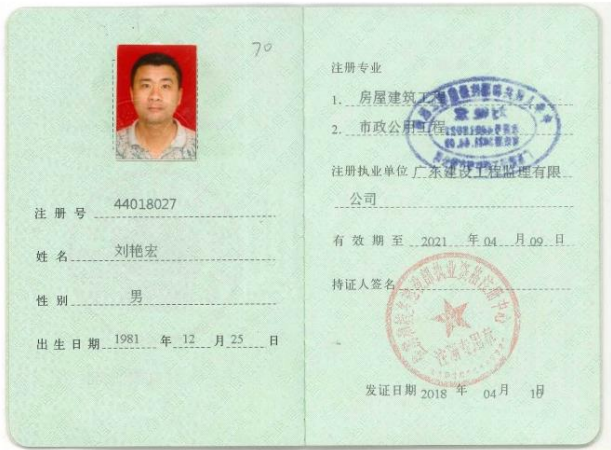 70
注册号 44018027
姓名 刘艳宏
性别 男
出生日期 1981 年 12 月 25 日
注册专业
1. 房屋建筑工程
2. 市政公用工程
注册执业单位 广东建设工程监理有限
公司
有效期至 2021 年 04 月 09 日
持证人签名
发证日期 2018 年 04 月 10 日